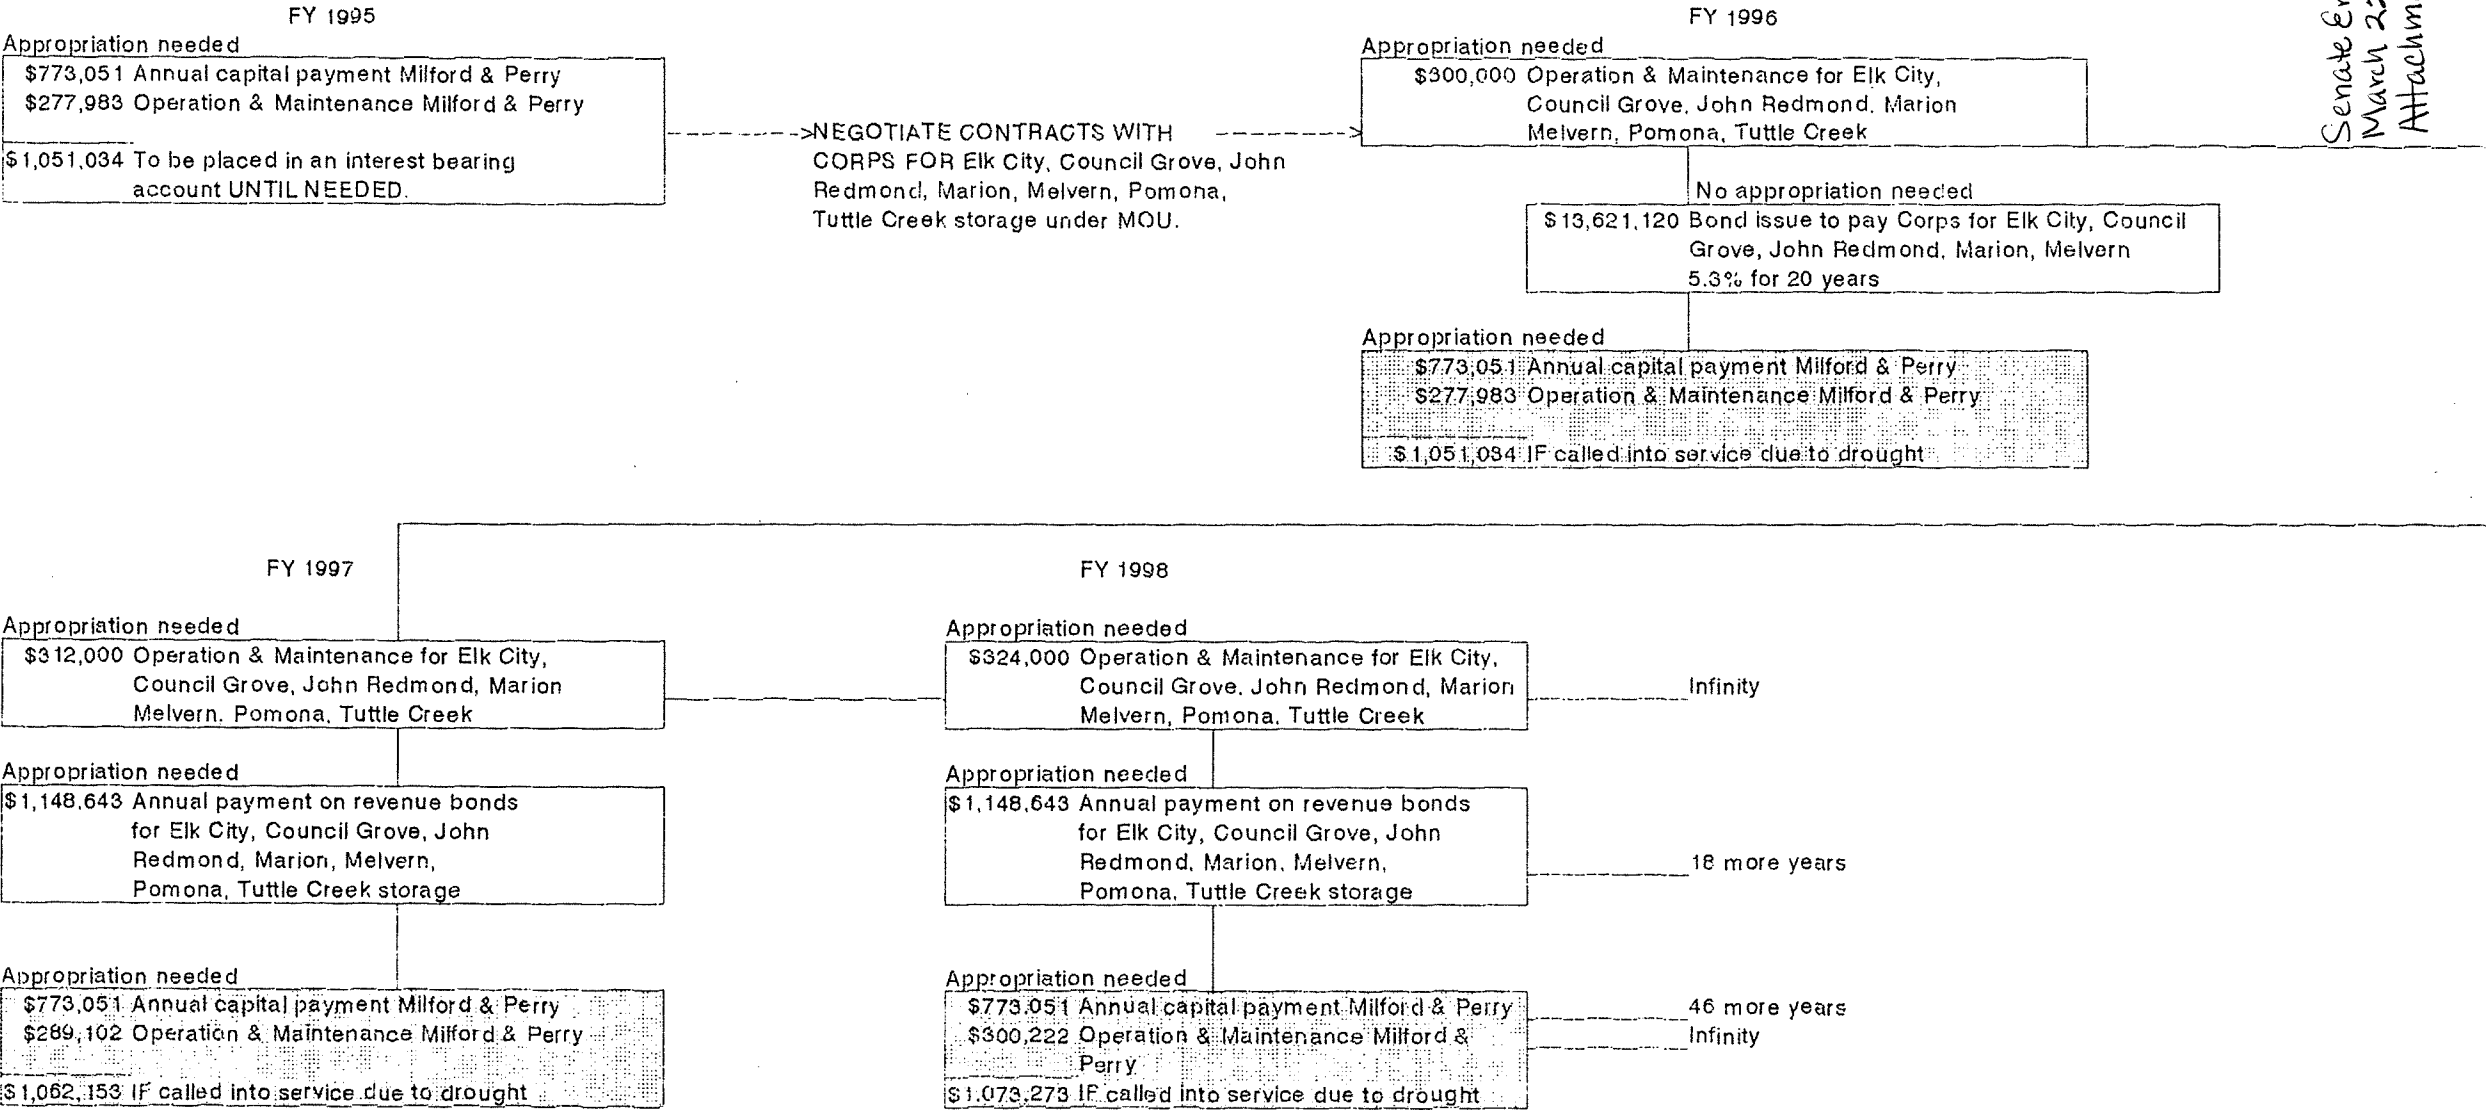 FY 1995
Appropriation needed
$773,051 Annual capital payment Milford & Perry
$277,983 Operation & Maintenance Milford & Perry
$1,051,034 To be placed in an interest bearing
account UNTIL NEEDED.
NEGOTIATE CONTRACTS WITH
CORPS FOR Elk City, Council Grove, John
Redmond, Marion, Melvern, Pomona,
Tuttle Creek storage under MOU.
FY 1996
Appropriation needed
$300,000 Operation & Maintenance for Elk City,
Council Grove, John Redmond, Marion
Melvern, Pomona, Tuttle Creek
No appropriation needed
$13,621,120 Bond issue to pay Corps for Elk City, Council
Grove, John Redmond, Marion, Melvern
5.3% for 20 years
Appropriation needed
$773,051 Annual capital payment Milford & Perry
$277,983 Operation & Maintenance Milford & Perry
$1,051,034 IF called into service due to drought
Senate
March
FY 1997
Appropriation needed
$312,000 Operation & Maintenance for Elk City,
Council Grove, John Redmond, Marion
Melvern, Pomona, Tuttle Creek
Appropriation needed
$1,148,643 Annual payment on revenue bonds
for Elk City, Council Grove, John
Redmond, Marion, Melvern,
Pomona, Tuttle Creek storage
Appropriation needed
$773,051 Annual capital payment Milford & Perry
$289,102 Operation & Maintenance Milford & Perry
$1,062,153 IF called into service due to drought
FY 1998
Appropriation needed
$324,000 Operation & Maintenance for Elk City,
Council Grove, John Redmond, Marion
Melvern, Pomona, Tuttle Creek
Infinity
Appropriation needed
$1,148,643 Annual payment on revenue bonds
for Elk City, Council Grove, John
Redmond, Marion, Melvern,
Pomona, Tuttle Creek storage
18 more years
Appropriation needed
$773,051 Annual capital payment Milford & Perry
$300,222 Operation & Maintenance Milford &
Perry
$1,073,273 IF called into service due to drought
46 more years
Infinity